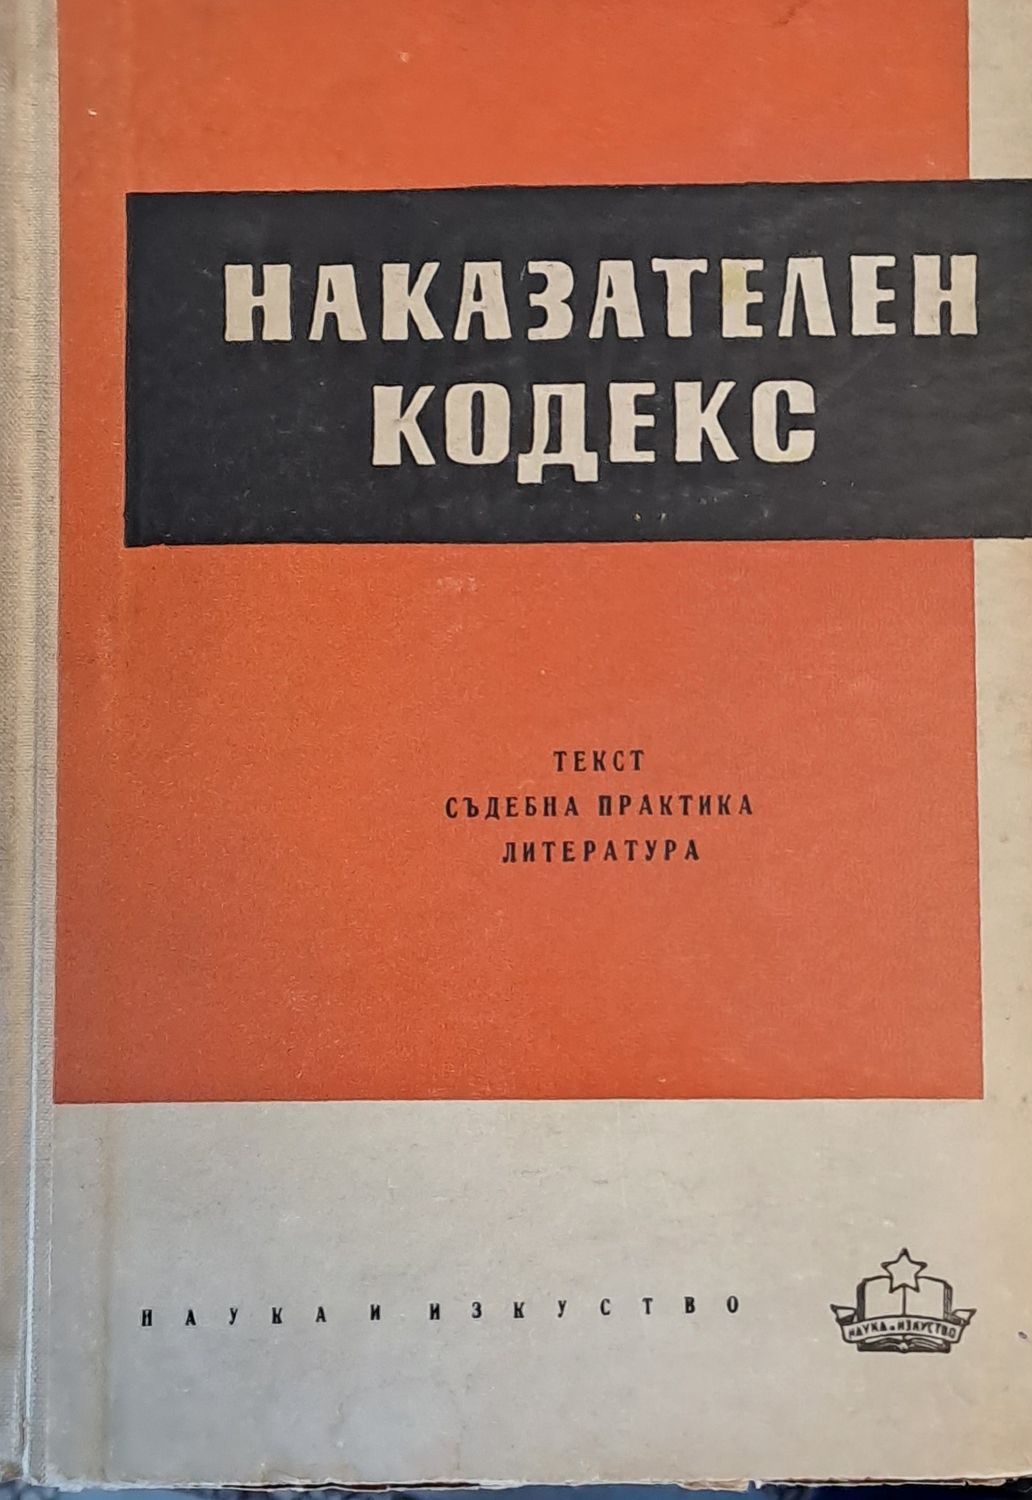 НАКАЗАТЕЛЕН
КОДЕКС
ТЕКСТ
СЪДЕБНА ПРАКТИКА
ЛИТЕРАТУРА
НАУКА И ИЗКУСТВО
НАУКА и ИЗКУСТВО